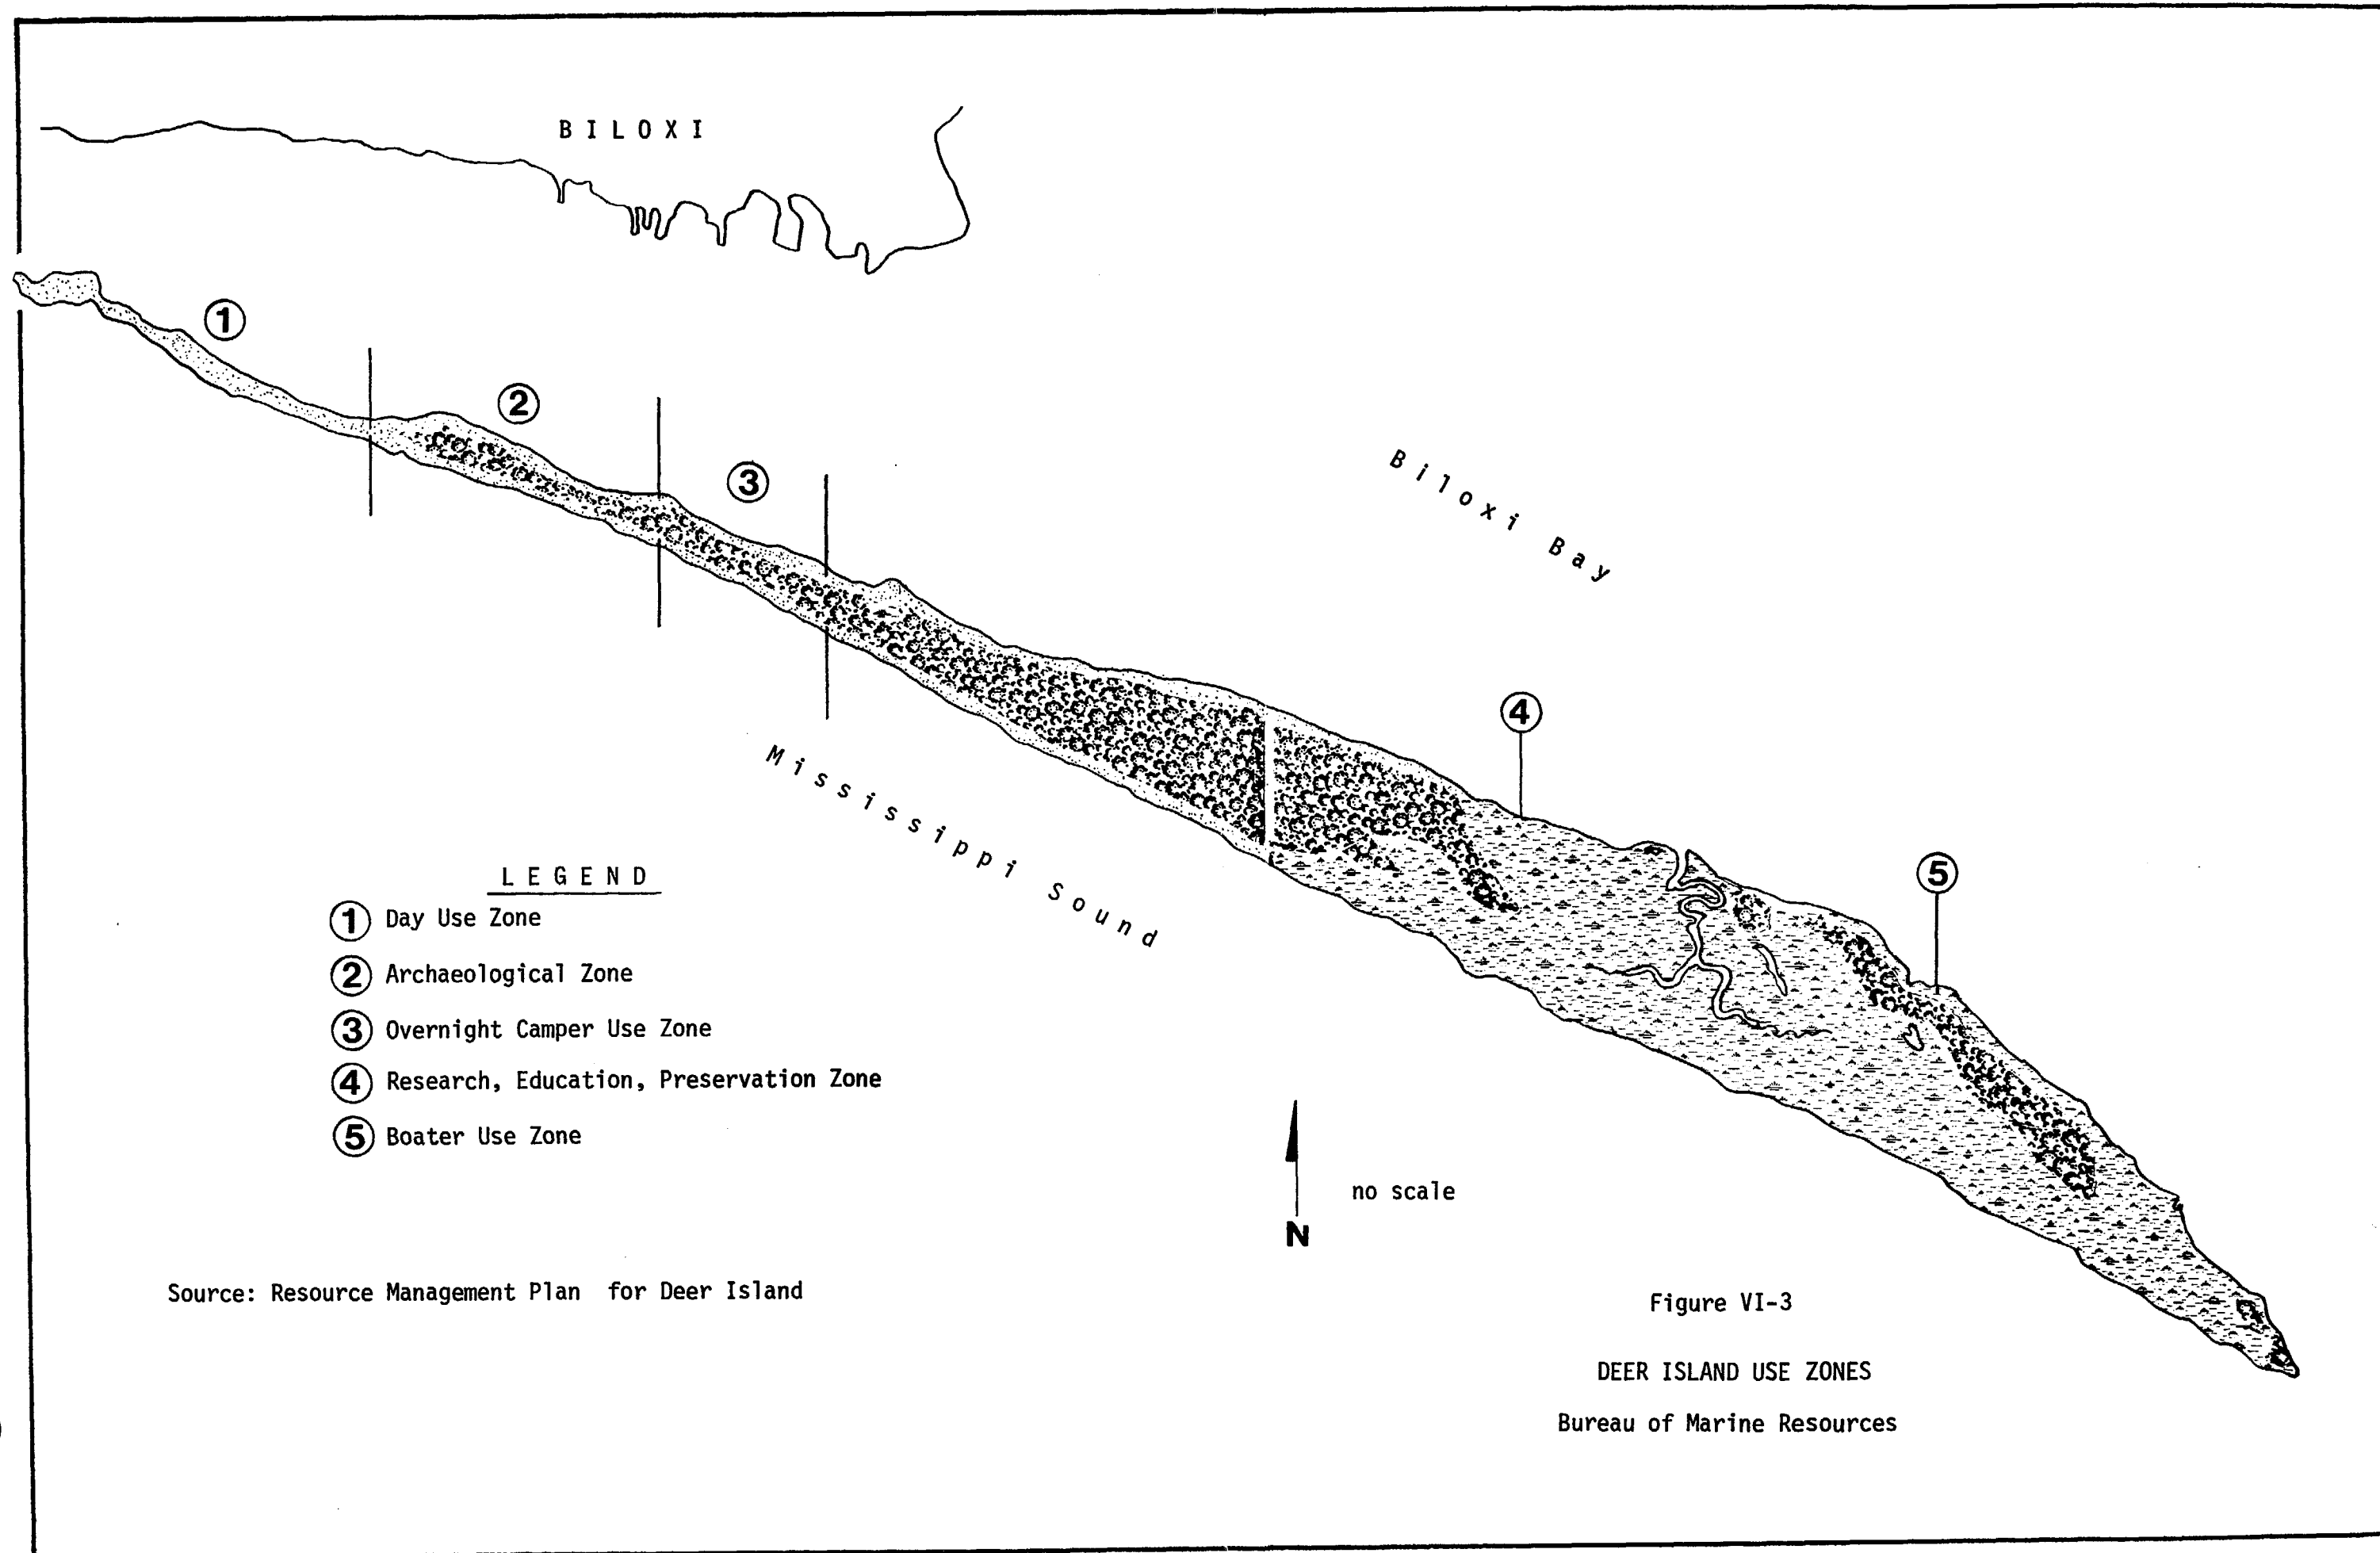 BILOXI
1
2
3
Biloxi Bay
4
Mississippi Sound
5
LEGEND
1 Day Use Zone
2 Archaeological Zone
3 Overnight Camper Use Zone
4 Research, Education, Preservation Zone
5 Boater Use Zone
no scale
N
Source: Resource Management Plan for Deer Island
Figure VI-3
DEER ISLAND USE ZONES
Bureau of Marine Resources